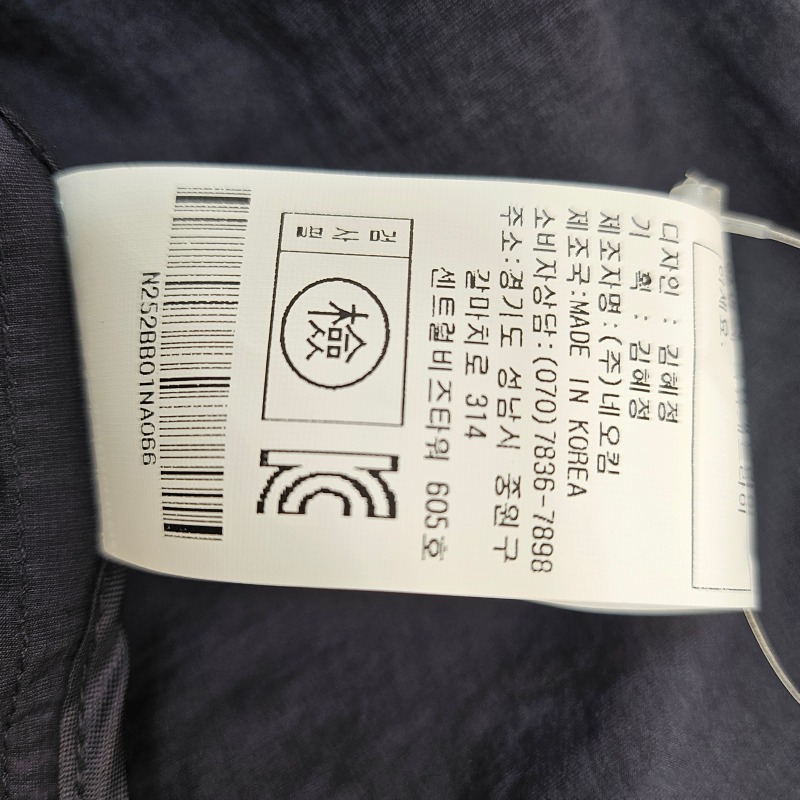 디자인 : 김혜정
기 획 : 김혜정
제조자명:(주)네오킴
제조국:MADE IN KOREA
소비자상담:(070)7836-7898
주소:경기도 성남시 중원구
갈마치로 314
센트럴비즈타워 605호
검사필
檢
KC
N252BB01NA066